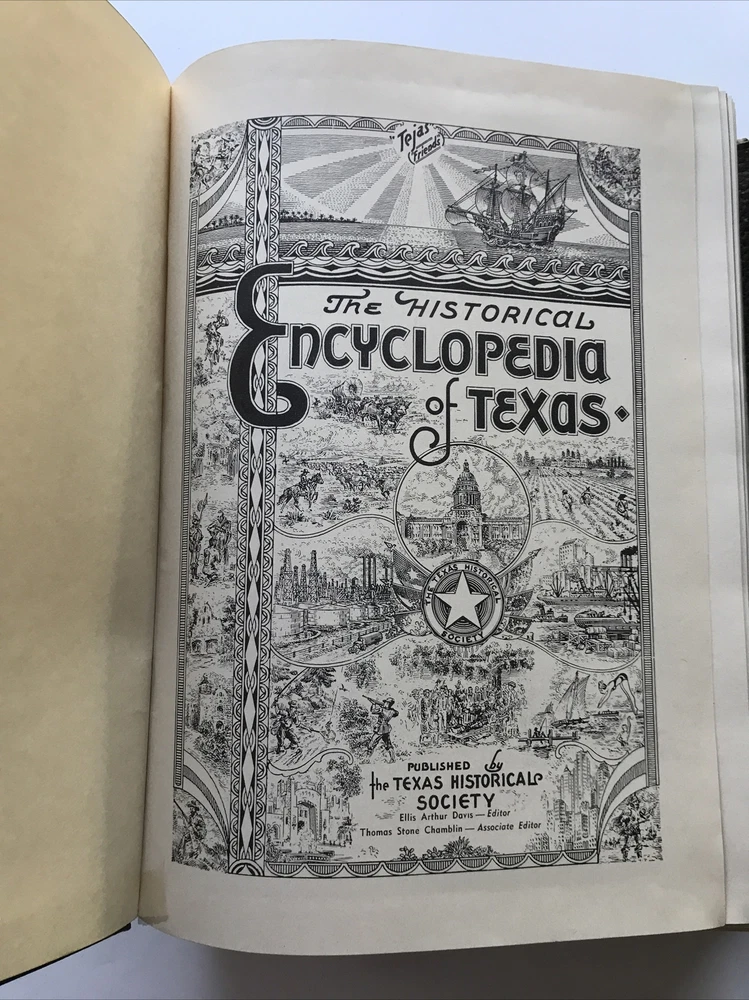 "Tejas"
(Friends)
The HISTORICAL
ENCYCLOPEDIA
of TEXAS
THE TEXAS HISTORICAL
SOCIETY
PUBLISHED by
the TEXAS HISTORICAL
SOCIETY
Ellis Arthur Davis — Editor
Thomas Stone Chamblin — Associate Editor